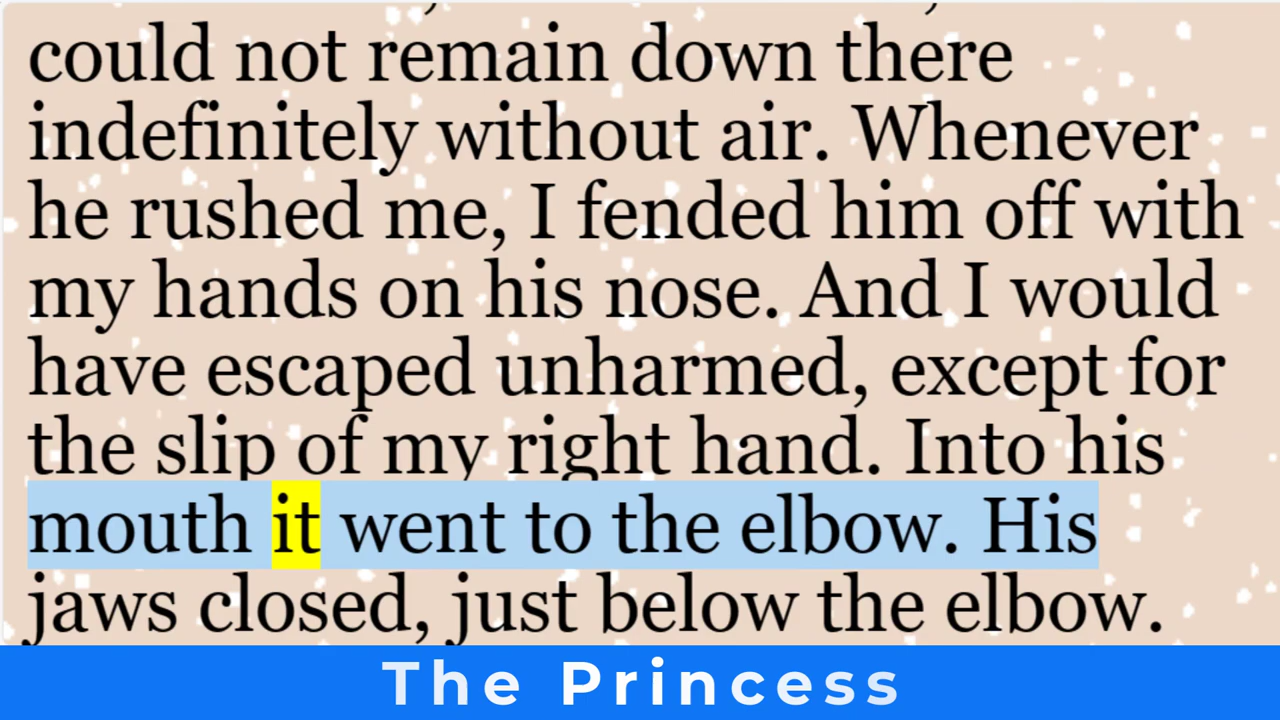 could not remain down there
indefinitely without air. Whenever
he rushed me, I fended him off with
my hands on his nose. And I would
have escaped unharmed, except for
the slip of my right hand. Into his
mouth it went to the elbow. His
jaws closed, just below the elbow.
The Princess